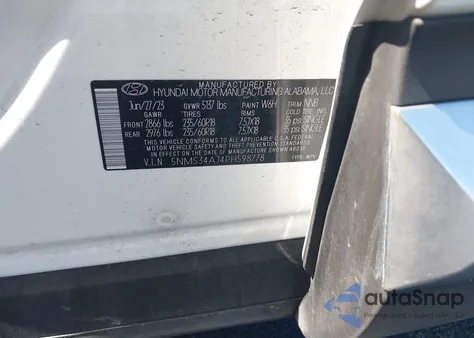 MANUFACTURED BY
HYUNDAI MOTOR MANUFACTURING ALABAMA, LLC
Jun/27/23 GVWR 5137 lbs PAINT W6H TRIM NNB
GAWR TIRES RIMS COLD TIRE
FRONT 2866 lbs 235/60R18 7.5JX18 35 psi SINGLE
REAR 2976 lbs 235/60R18 7.5JX18 35 psi SINGLE
THIS VEHICLE CONFORMS TO ALL APPLICABLE U.S. FEDERAL
MOTOR VEHICLE SAFETY AND THEFT PREVENTION STANDARDS
IN EFFECT ON THE DATE OF MANUFACTURE SHOWN ABOVE.
V.I.N 5NMS34AJ4PH598778 TYPE: MPV
autoSnap